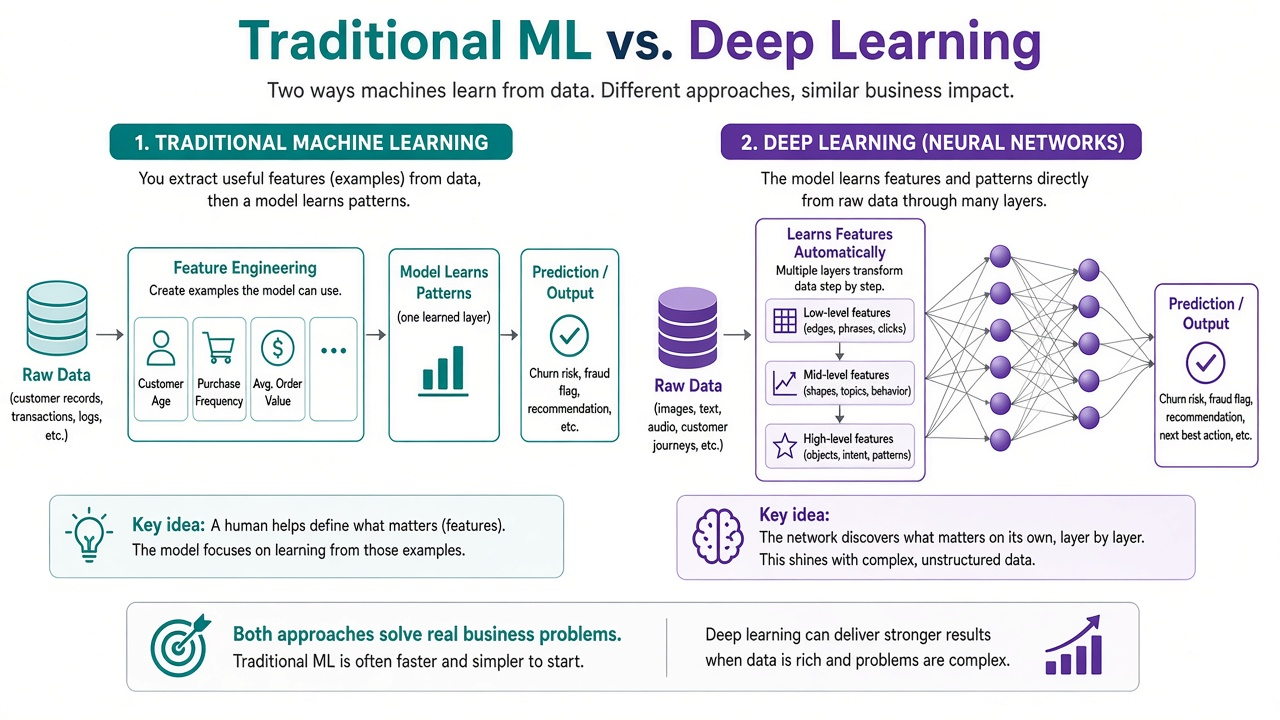 Traditional ML vs. Deep Learning
Two ways machines learn from data. Different approaches, similar business impact.
1. TRADITIONAL MACHINE LEARNING
You extract useful features (examples) from data,
then a model learns patterns.
Raw Data
(customer records,
transactions, logs,
etc.)
Feature Engineering
Create examples the model can use.
Customer
Age
Purchase
Frequency
Avg. Order
Value
Model Learns
Patterns
(one learned layer)
Prediction /
Output
Churn risk, fraud
flag,
recommendation,
etc.
Key idea: A human helps define what matters (features).
The model focuses on learning from those examples.
2. DEEP LEARNING (NEURAL NETWORKS)
The model learns features and patterns directly
from raw data through many layers.
Raw Data
(images, text,
audio, customer
journeys, etc.)
Learns Features
Automatically
Multiple layers transform
data step by step.
Low-level features
(edges, phrases, clicks)
Mid-level features
(shapes, topics, behavior)
High-level features
(objects, intent, patterns)
Prediction /
Output
Churn risk, fraud flag,
recommendation,
next best action, etc.
Key idea:
The network discovers what matters on its own, layer by layer.
This shines with complex, unstructured data.
Both approaches solve real business problems.
Traditional ML is often faster and simpler to start.
Deep learning can deliver stronger results
when data is rich and problems are complex.